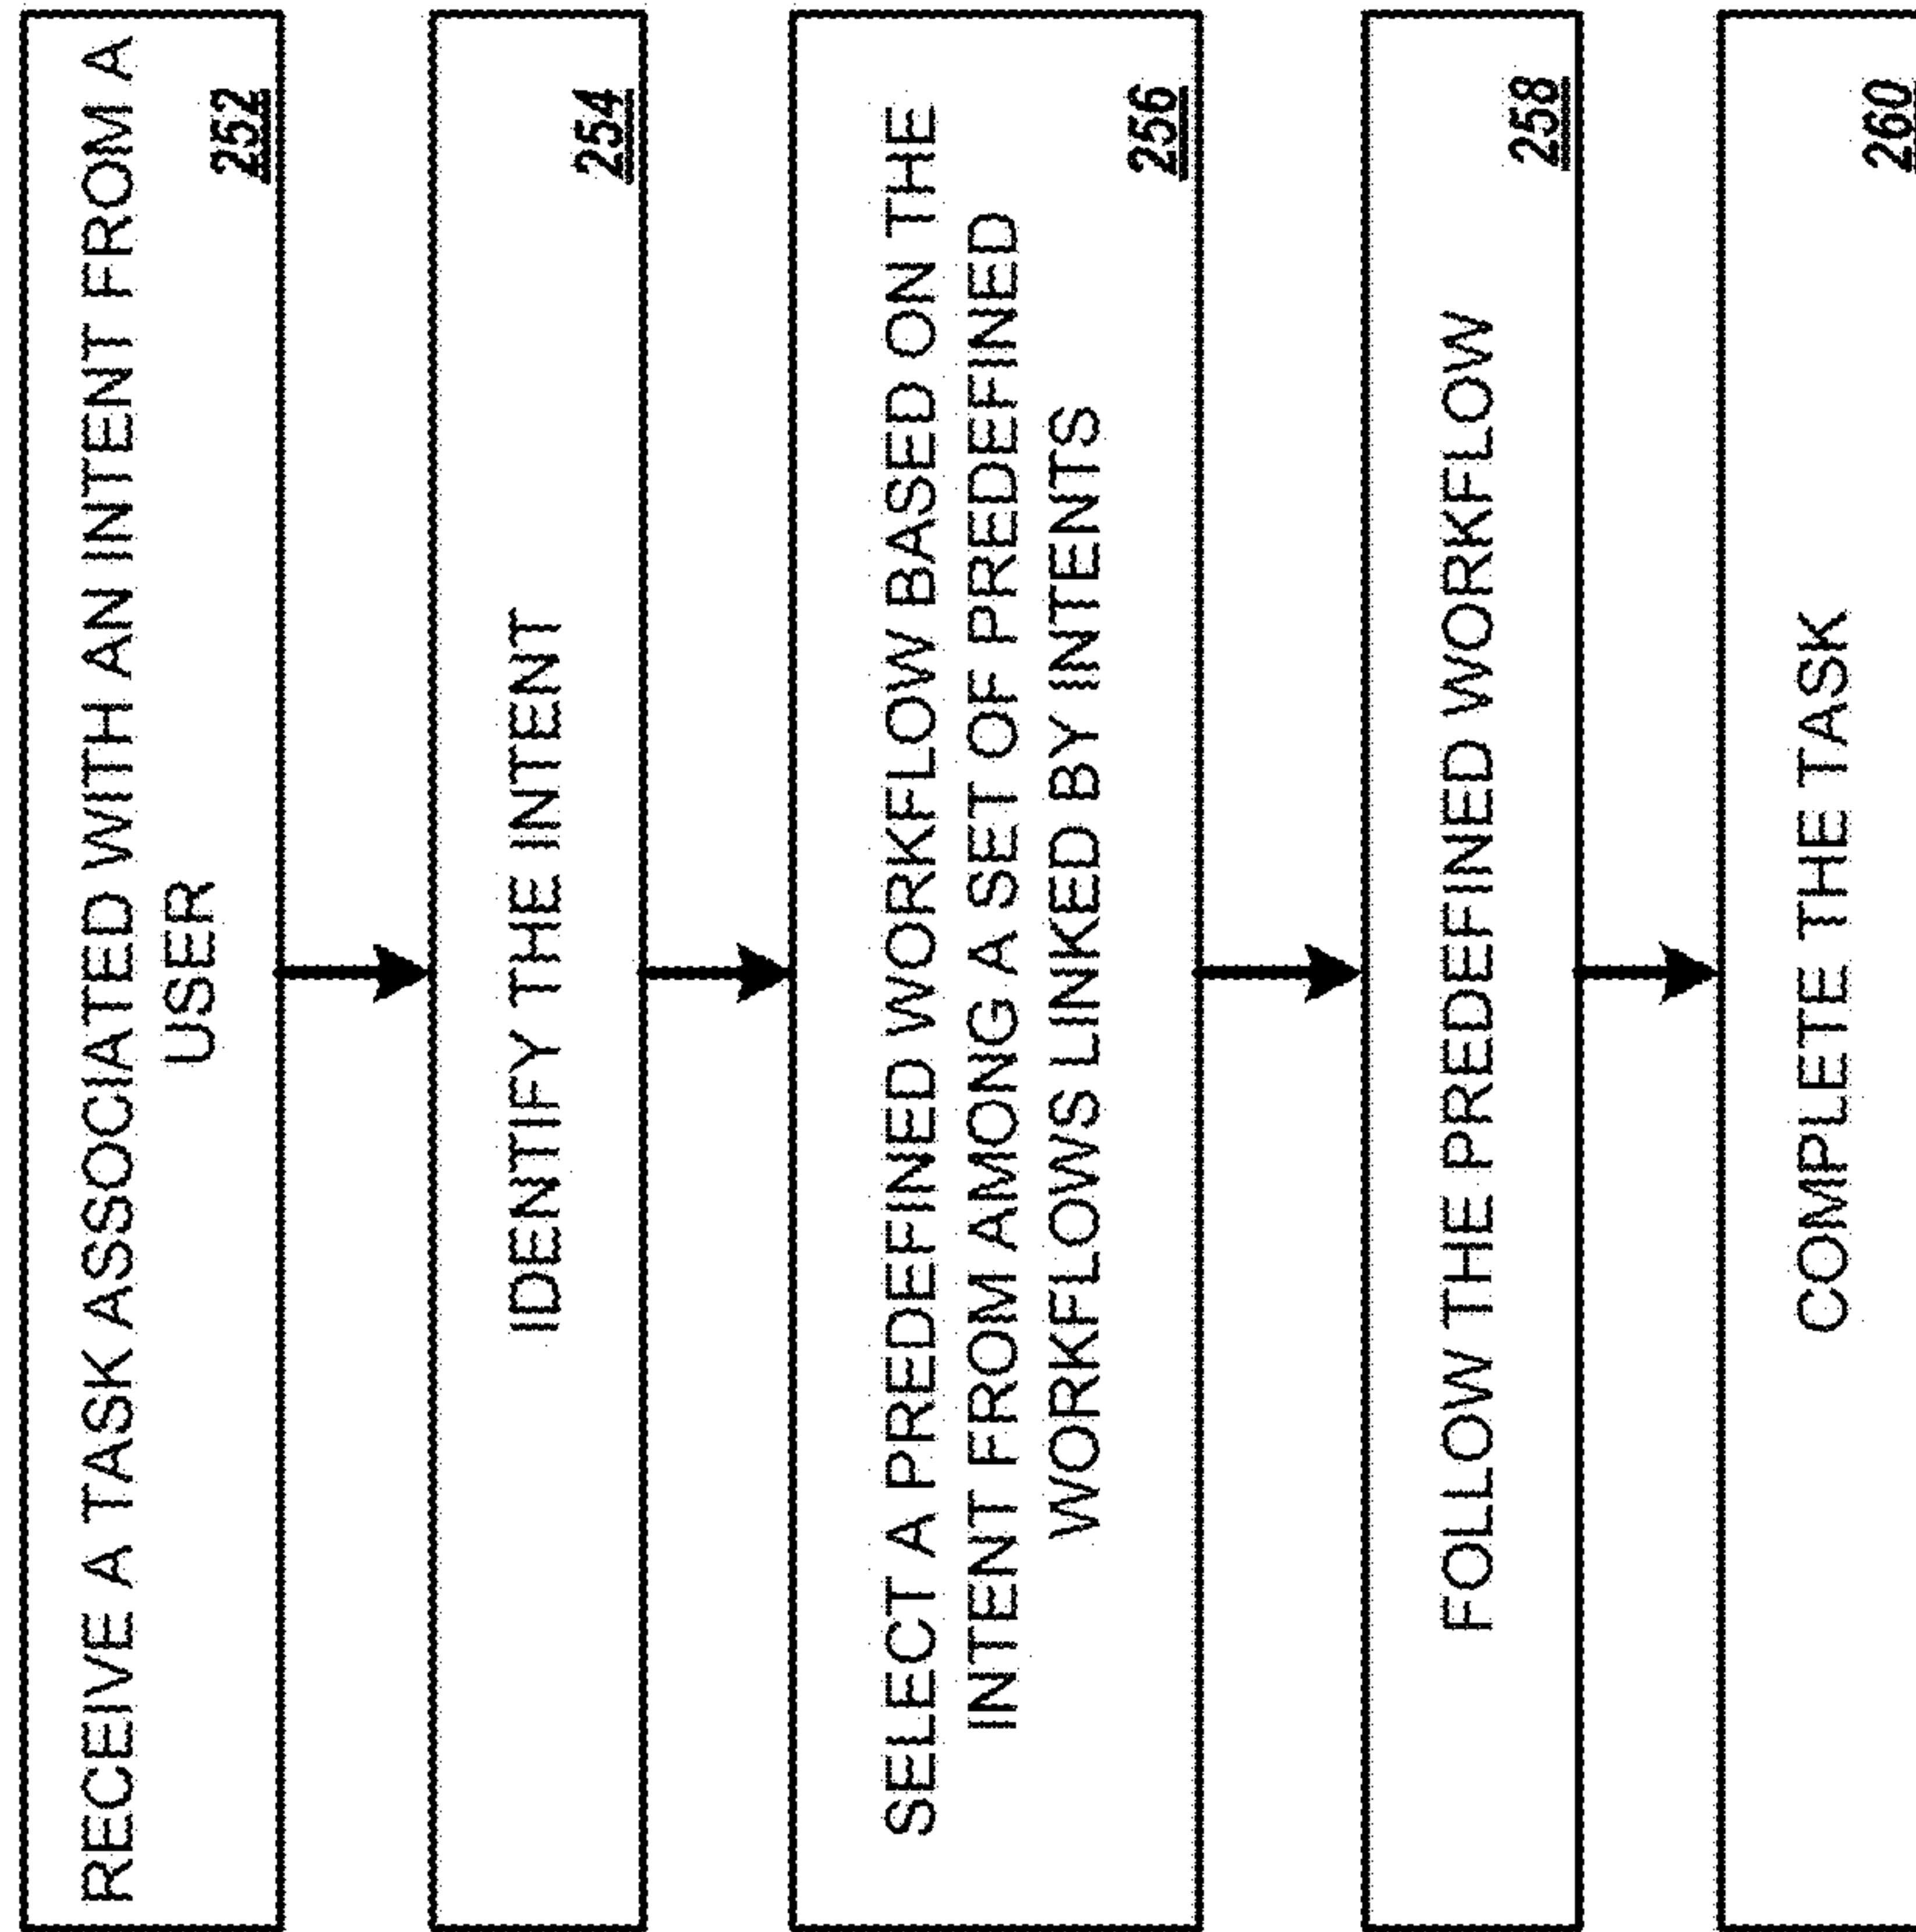 RECEIVE A TASK ASSOCIATED WITH AN INTENT FROM A
USER
252
IDENTIFY THE INTENT
254
SELECT A PREDEFINED WORKFLOW BASED ON THE
INTENT FROM AMONG A SET OF PREDEFINED
WORKFLOWS LINKED BY INTENTS
256
FOLLOW THE PREDEFINED WORKFLOW
258
COMPLETE THE TASK
260